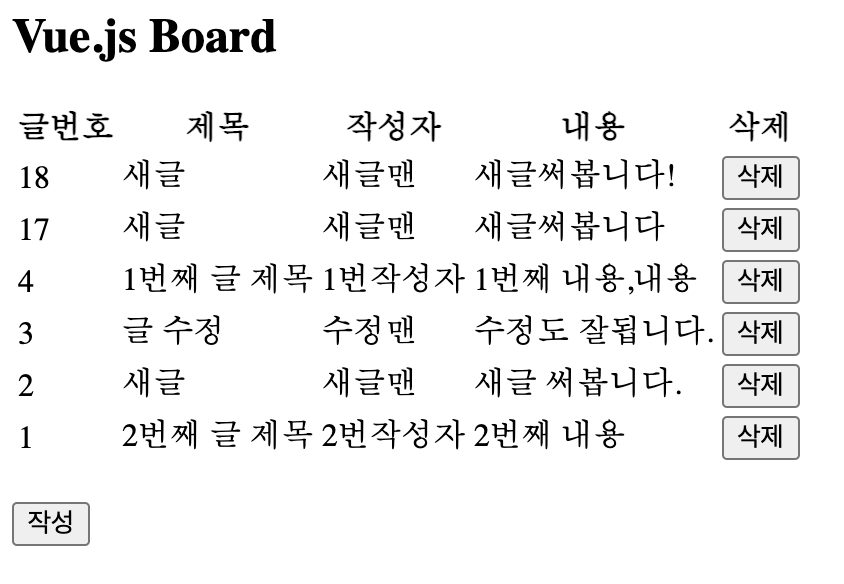 Vue.js Board
글번호 제목 작성자 내용 삭제
18 새글 새글맨 새글써봅니다! 삭제
17 새글 새글맨 새글써봅니다 삭제
4 1번째 글 제목 1번작성자 1번째 내용,내용 삭제
3 글 수정 수정맨 수정도 잘됩니다. 삭제
2 새글 새글맨 새글 써봅니다. 삭제
1 2번째 글 제목 2번작성자 2번째 내용 삭제
작성